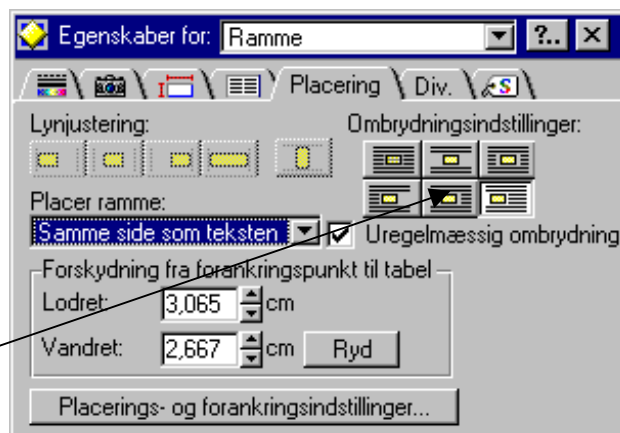 Egenskaber for: Ramme ?..
Placering Div. S
Lynjustering: Ombrydningsindstillinger:
Placer ramme:
Samme side som teksten Uregelmæssig ombrydning
Forskydning fra forankringspunkt til tabel
Lodret: 3,065 cm
Vandret: 2,667 cm Ryd
Placerings- og forankringsindstillinger...